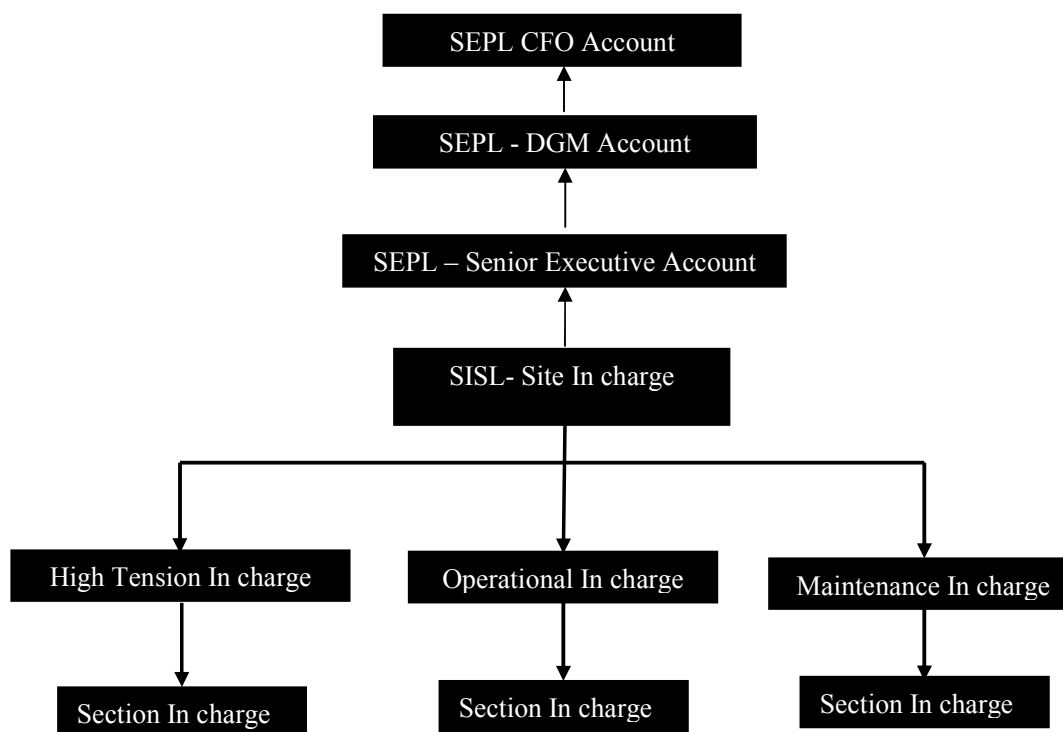 SEPL CFO Account
SEPL - DGM Account
SEPL – Senior Executive Account
SISL- Site In charge
High Tension In charge
Operational In charge
Maintenance In charge
Section In charge
Section In charge
Section In charge